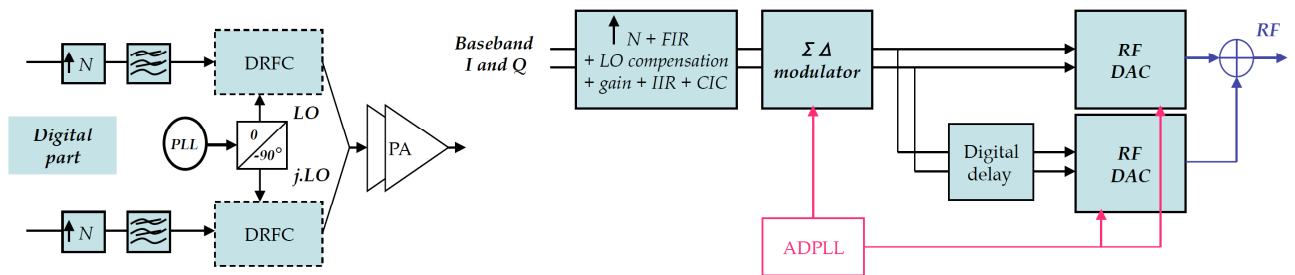 N
DRFC
LO
Digital
part
PLL
0
-90°
PA
j.LO
N
DRFC
Baseband
I and Q
N + FIR
+ LO compensation
+ gain + IIR + CIC
Σ Δ
modulator
RF
DAC
RF
Digital
delay
RF
DAC
ADPLL